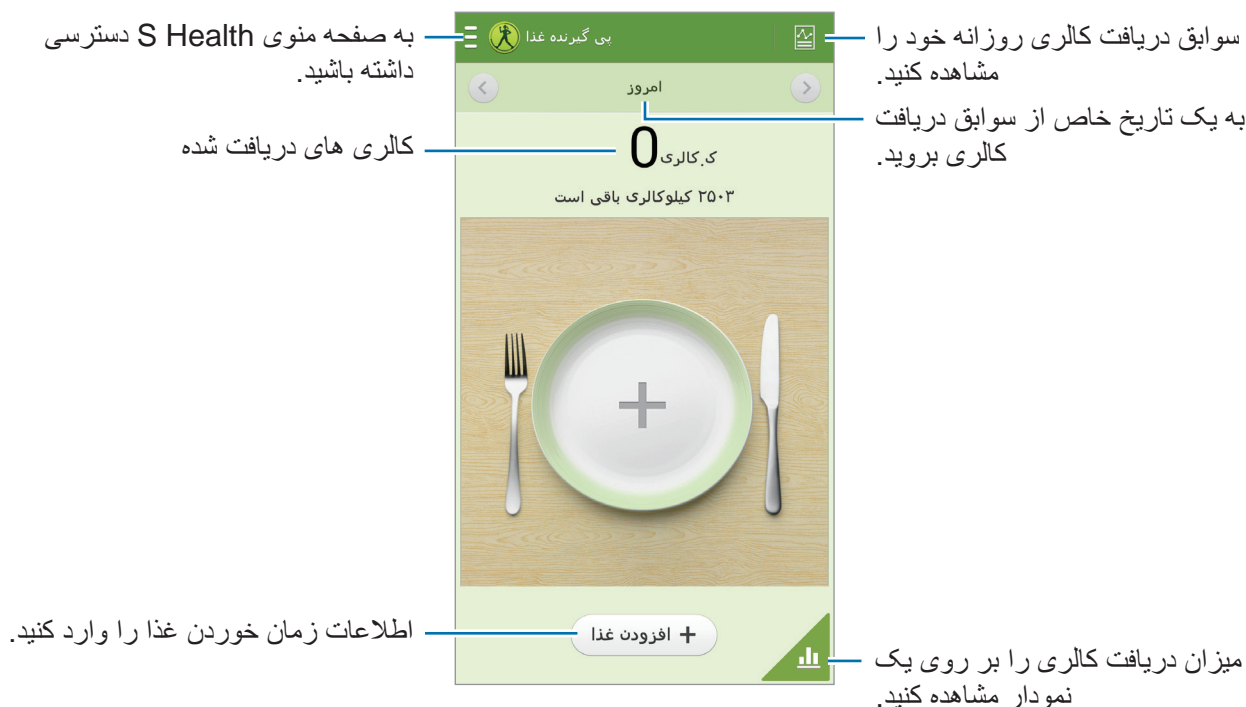 به صفحه منوی S Health دسترسی
داشته باشید.
پی گیرنده غذا
سوابق دریافت کالری روزانه خود را
مشاهده کنید.
امروز
به یک تاریخ خاص از سوابق دریافت
کالری بروید.
کالری های دریافت شده
0 ک.کالری
۲۵۰۳ کیلوکالری باقی است
اطلاعات زمان خوردن غذا را وارد کنید.
+ افزودن غذا
میزان دریافت کالری را بر روی یک
نمودار مشاهده کنید.